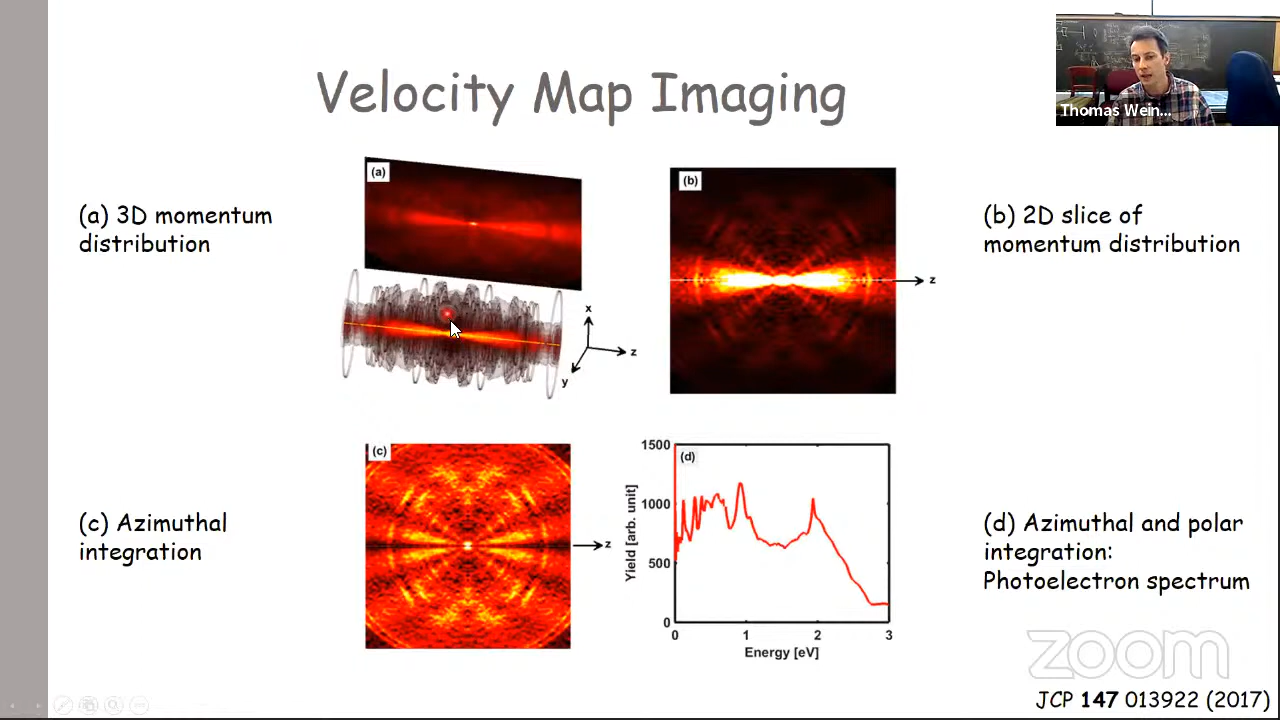 Velocity Map Imaging
Thomas Wein...
(a) 3D momentum
distribution
(a)
x
z
y
(b)
z
(b) 2D slice of
momentum distribution
(c) Azimuthal
integration
(c)
z
(d)
1500
1000
500
0
Yield [arb. unit]
0 1 2 3
Energy [eV]
(d) Azimuthal and polar
integration:
Photoelectron spectrum
zoom
JCP 147 013922 (2017)